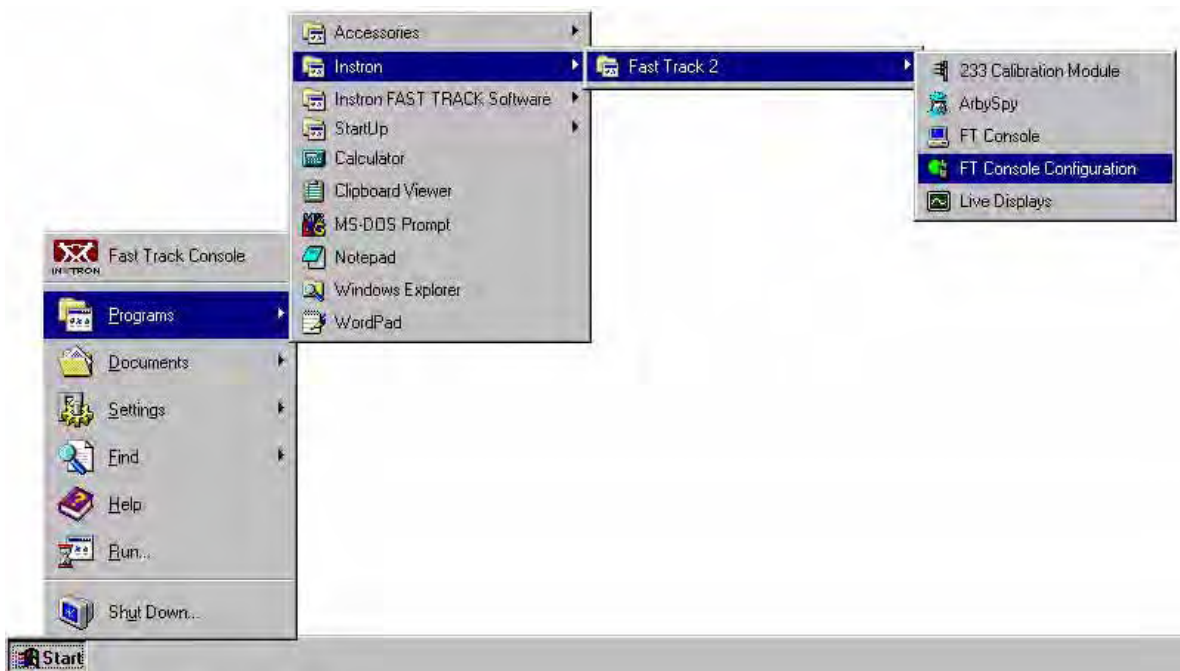 Accessories
Instron
Instron FAST TRACK Software
StartUp
Calculator
Clipboard Viewer
MS-DOS Prompt
Notepad
Windows Explorer
WordPad
Fast Track 2
233 Calibration Module
ArbySpy
FT Console
FT Console Configuration
Live Displays
INSTRON
Fast Track Console
Programs
Documents
Settings
Find
Help
Run...
Shut Down...
Start